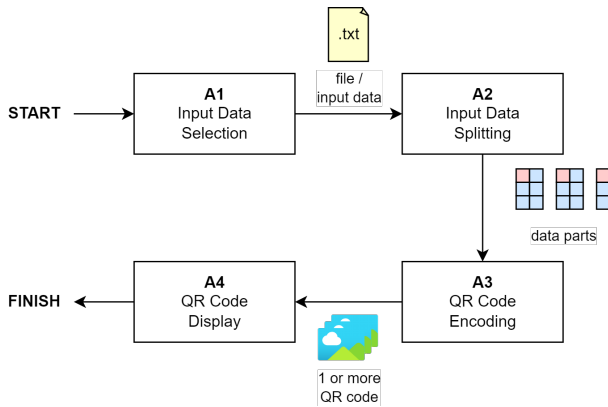 .txt
file /
input data
START
A1
Input Data
Selection
A2
Input Data
Splitting
data parts
FINISH
A4
QR Code
Display
A3
QR Code
Encoding
1 or more
QR code